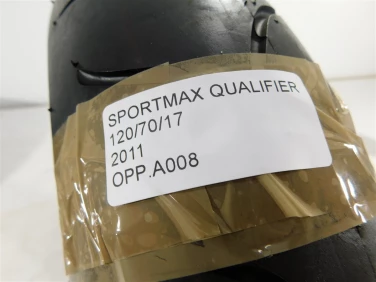 SPORTMAX QUALIFIER
120/70/17
2011
OPP.A008